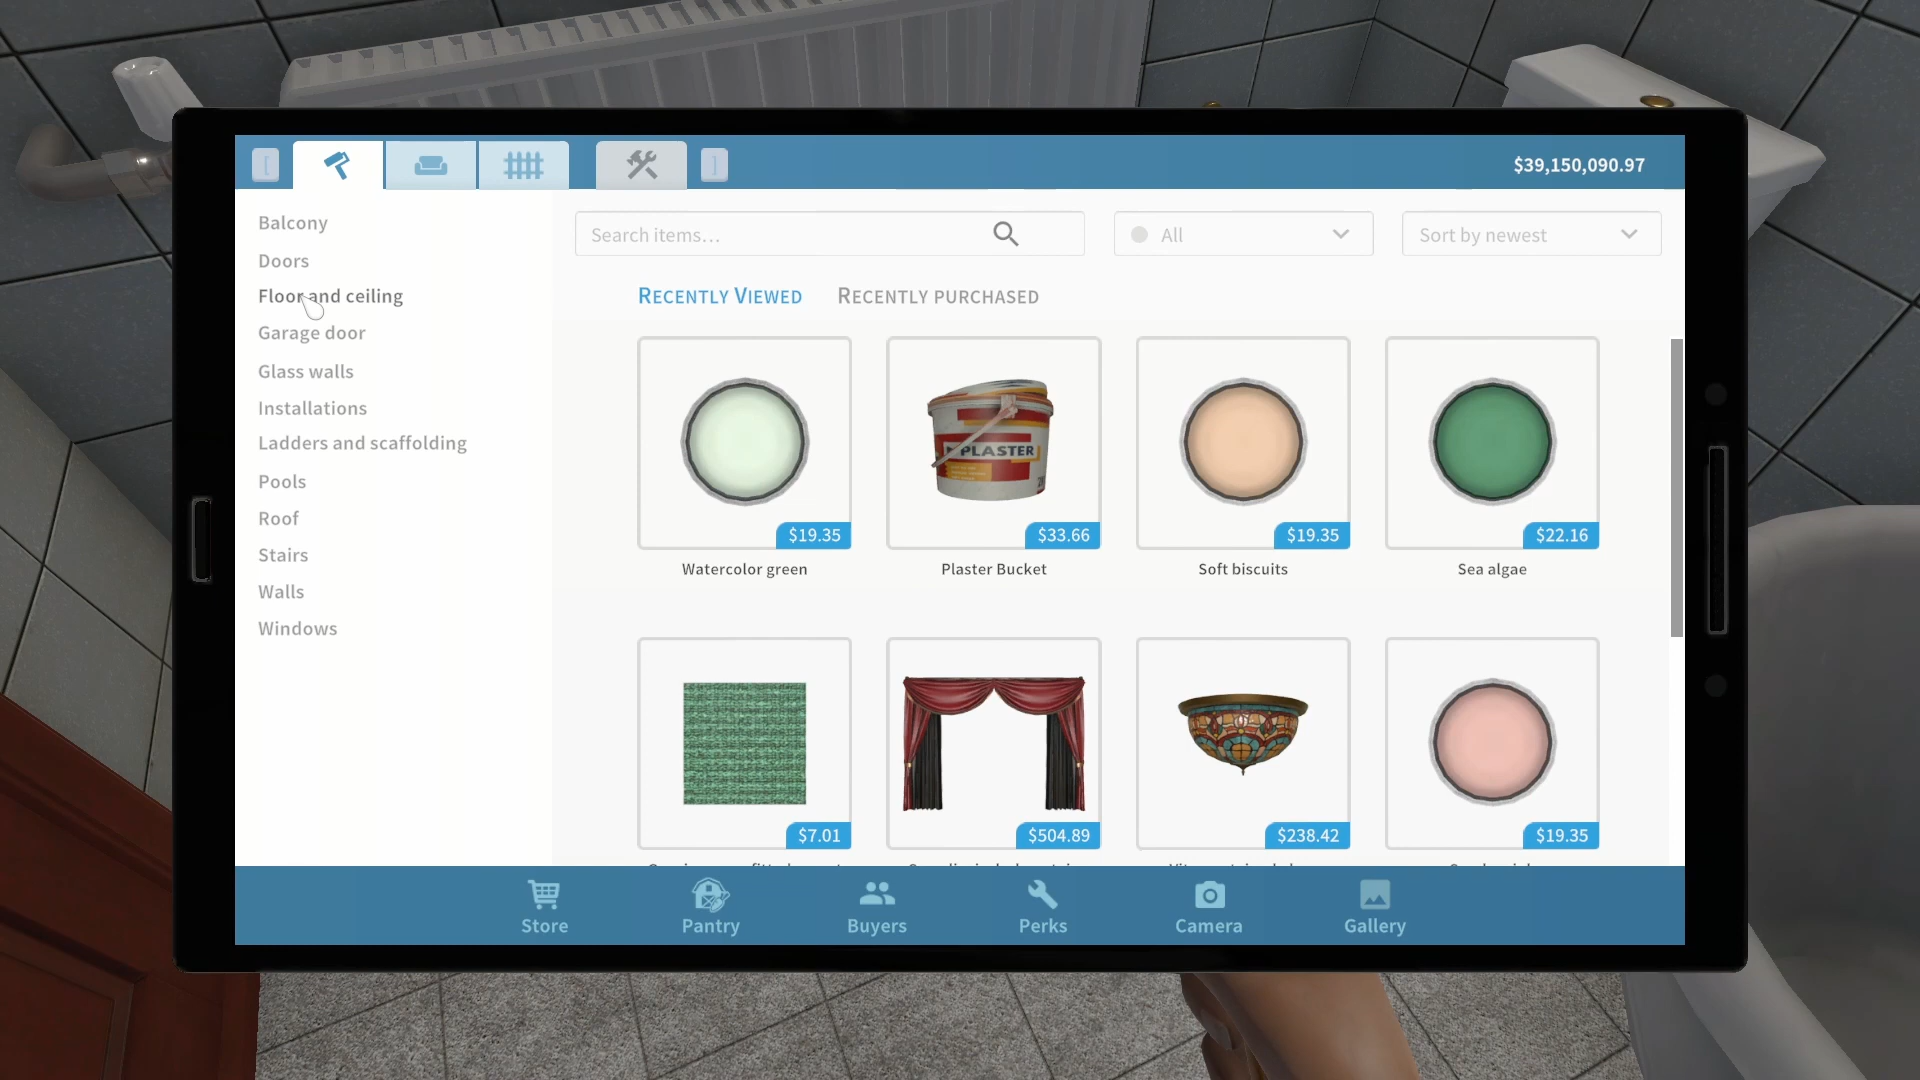 [
]
$39,150,090.97
Balcony
Doors
Floor and ceiling
Garage door
Glass walls
Installations
Ladders and scaffolding
Pools
Roof
Stairs
Walls
Windows
Search items...
All
Sort by newest
RECENTLY VIEWED
RECENTLY PURCHASED
PLASTER
$19.35
$33.66
$19.35
$22.16
Watercolor green
Plaster Bucket
Soft biscuits
Sea algae
$7.01
$504.89
$238.42
$19.35
Store
Pantry
Buyers
Perks
Camera
Gallery